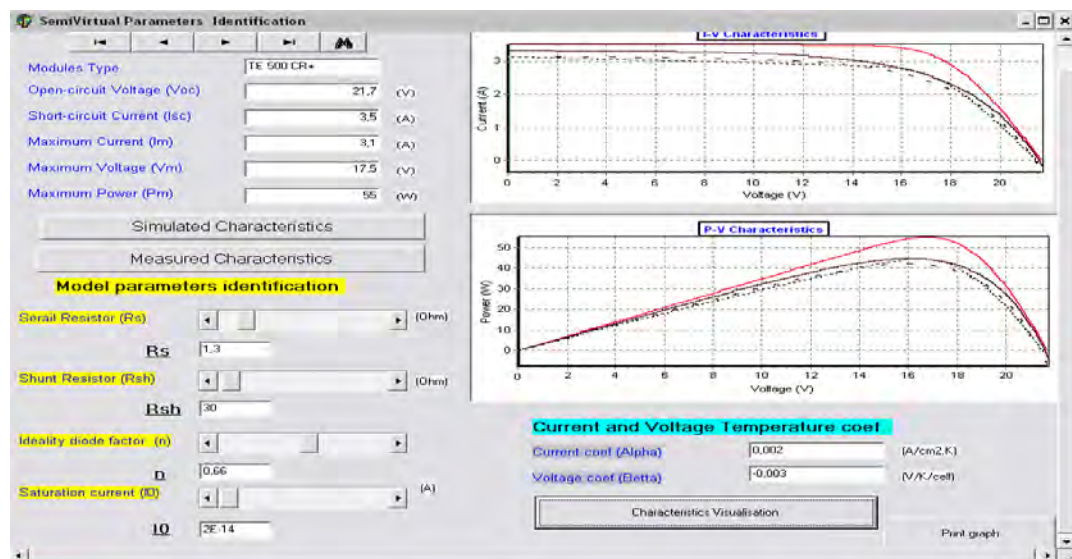 SemiVirtual Parameters Identification
Modules Type TE 500 CR+
Open-circuit Voltage (Voc) 21,7 (V)
Short-circuit Current (Isc) 3,5 (A)
Maximum Current (Im) 3,1 (A)
Maximum Voltage (Vm) 17,5 (V)
Maximum Power (Pm) 55 (W)
Simulated Characteristics
Measured Characteristics
Model parameters identification
Serail Resistor (Rs) (Ohm)
Rs 1,3
Shunt Resistor (Rsh) (Ohm)
Rsh 30
Ideality diode factor (n)
n 0,66
Saturation current (I0) (A)
I0 2E-14
I-V Characteristics
Current (A)
3
2
1
0
0 2 4 6 8 10 12 14 16 18 20
Voltage (V)
P-V Characteristics
Power (W)
50
40
30
20
10
0
0 2 4 6 8 10 12 14 16 18 20
Voltage (V)
Current and Voltage Temperature coef
Current coef (Alpha) 0,002 (A/cm2.K)
Voltage coef (Betta) -0,003 (V/K/cell)
Characteristics Visualisation
Print graph